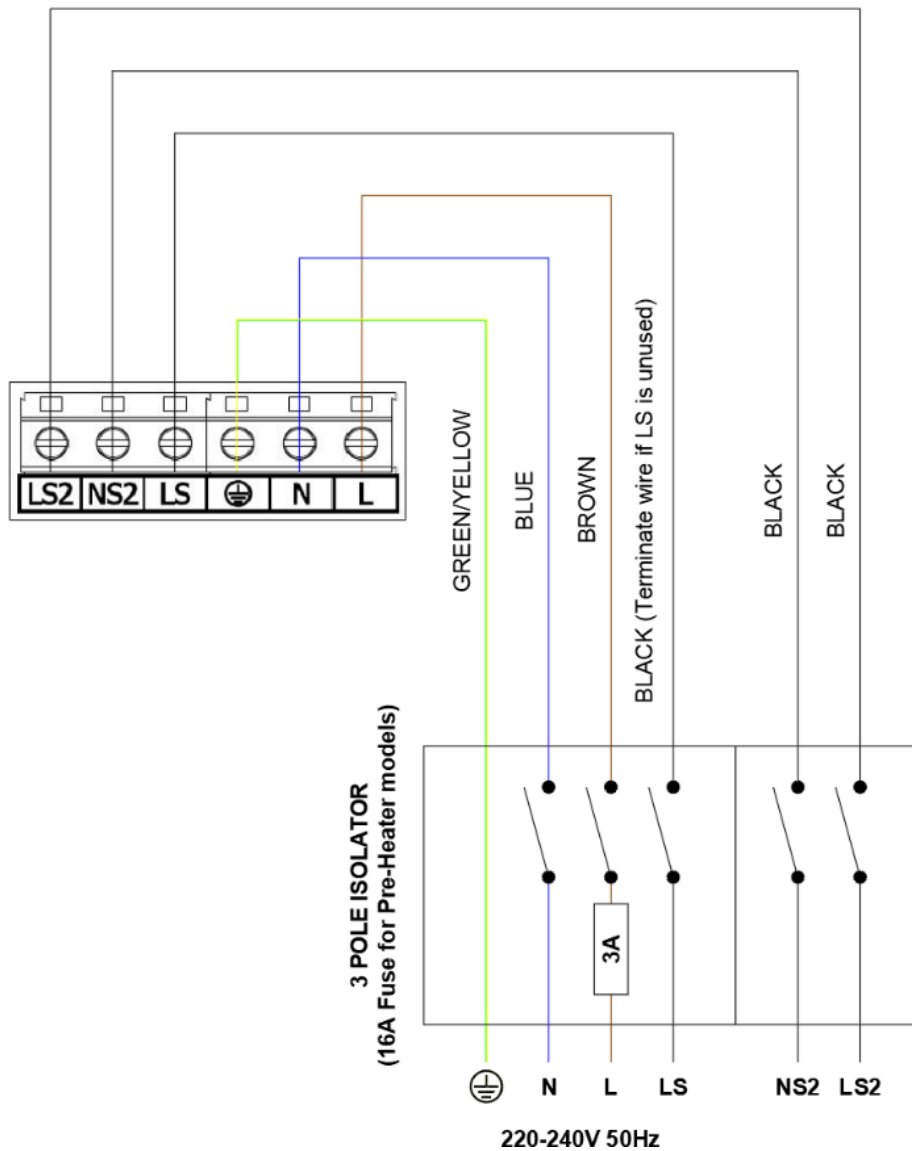 LS2 NS2 LS N L
GREEN/YELLOW
BLUE
BROWN
BLACK (Terminate wire if LS is unused)
BLACK
BLACK
3 POLE ISOLATOR
(16A Fuse for Pre-Heater models)
3A
N L LS NS2 LS2
220-240V 50Hz